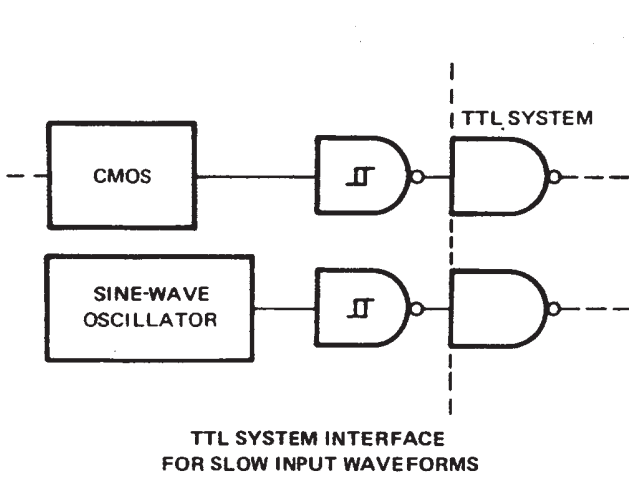 TTL SYSTEM
CMOS
SINE-WAVE
OSCILLATOR
TTL SYSTEM INTERFACE
FOR SLOW INPUT WAVEFORMS